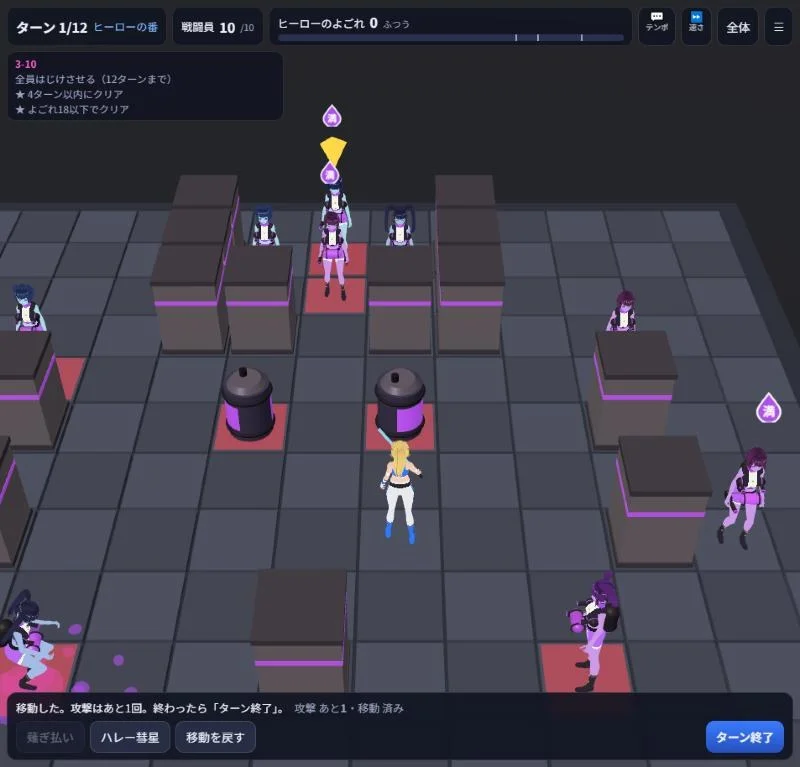 ターン 1/12 ヒーローの番
戦闘員 10 /10
ヒーローのよごれ 0 ふつう
テンポ
速さ
全体
3-10
全員はじけさせる（12ターンまで）
★ 4ターン以内にクリア
★ よごれ18以下でクリア
満
満
満
移動した。攻撃はあと1回。終わったら「ターン終了」。 攻撃 あと1・移動 済み
薙ぎ払い
ハレー彗星
移動を戻す
ターン終了